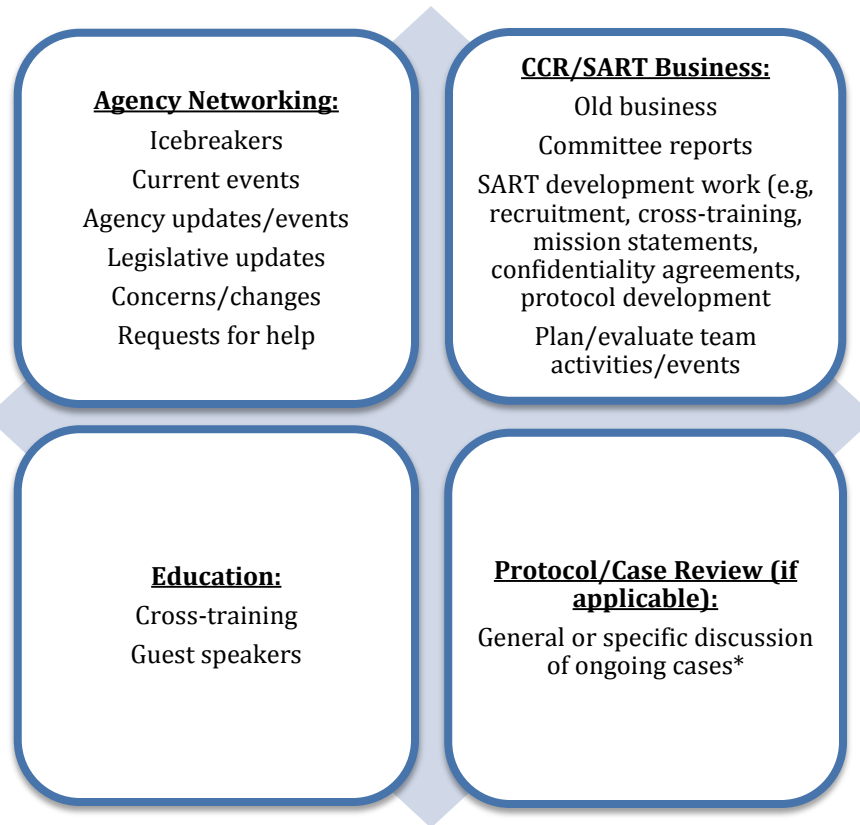 Agency Networking:
Icebreakers
Current events
Agency updates/events
Legislative updates
Concerns/changes
Requests for help
CCR/SART Business:
Old business
Committee reports
SART development work (e.g,
recruitment, cross-training,
mission statements,
confidentiality agreements,
protocol development
Plan/evaluate team
activities/events
Education:
Cross-training
Guest speakers
Protocol/Case Review (if
applicable):
General or specific discussion
of ongoing cases*